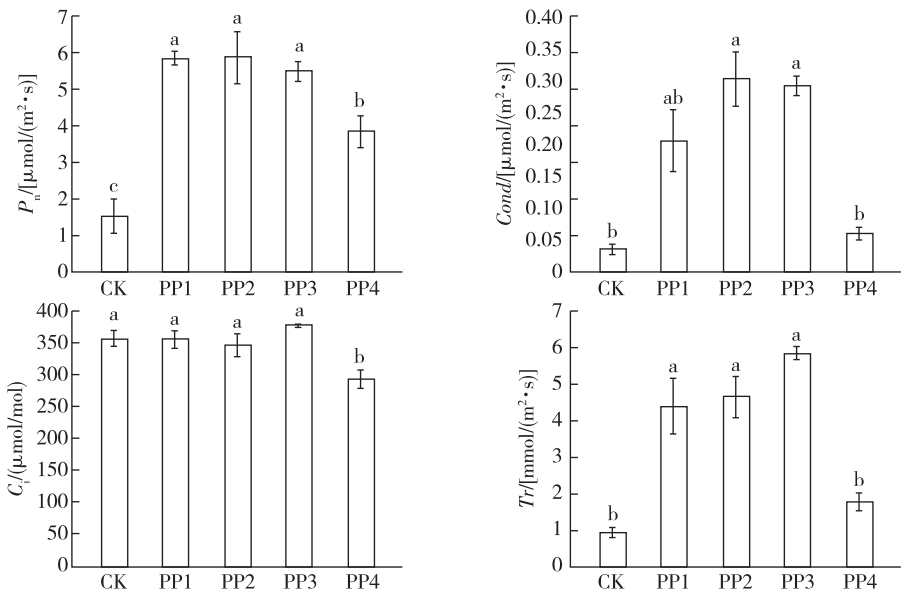 7
6
5
4
3
2
1
0
Pₙ/[μmol/(m²•s)]
c
a
a
a
b
CK PP1 PP2 PP3 PP4
0.40
0.35
0.30
0.25
0.20
0.15
0.10
0.05
0
Cond/[μmol/(m²•s)]
b
ab
a
a
b
CK PP1 PP2 PP3 PP4
400
350
300
250
200
150
100
50
0
Cᵢ/(μmol/mol)
a
a
a
a
b
CK PP1 PP2 PP3 PP4
7
6
5
4
3
2
1
0
Tr/[mmol/(m²•s)]
b
a
a
a
b
CK PP1 PP2 PP3 PP4